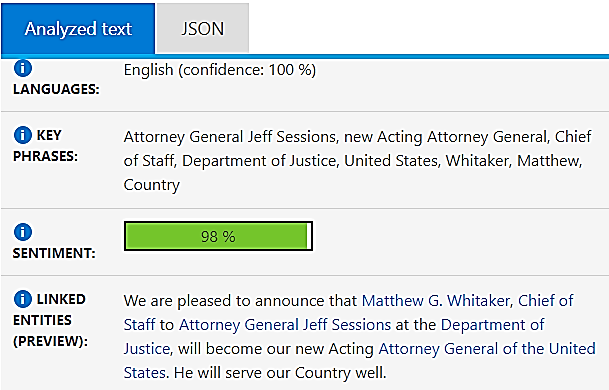 Analyzed text
JSON
LANGUAGES:
English (confidence: 100 %)
KEY
PHRASES:
Attorney General Jeff Sessions, new Acting Attorney General, Chief
of Staff, Department of Justice, United States, Whitaker, Matthew,
Country
SENTIMENT:
98 %
LINKED
ENTITIES
(PREVIEW):
We are pleased to announce that Matthew G. Whitaker, Chief of
Staff to Attorney General Jeff Sessions at the Department of
Justice, will become our new Acting Attorney General of the United
States. He will serve our Country well.